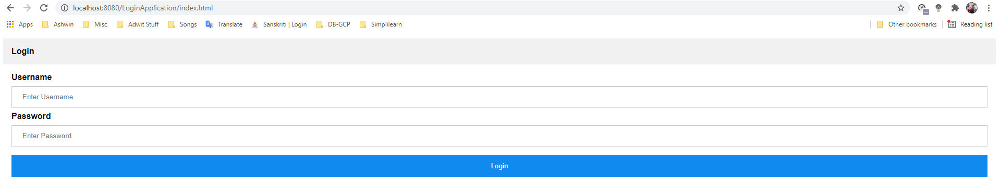 localhost:8080/LoginApplication/index.html
Apps Ashwin Misc Adwit Stuff Songs Translate Sanskriti | Login DB-GCP Simplilearn Other bookmarks Reading list
Login
Username
Enter Username
Password
Enter Password
Login